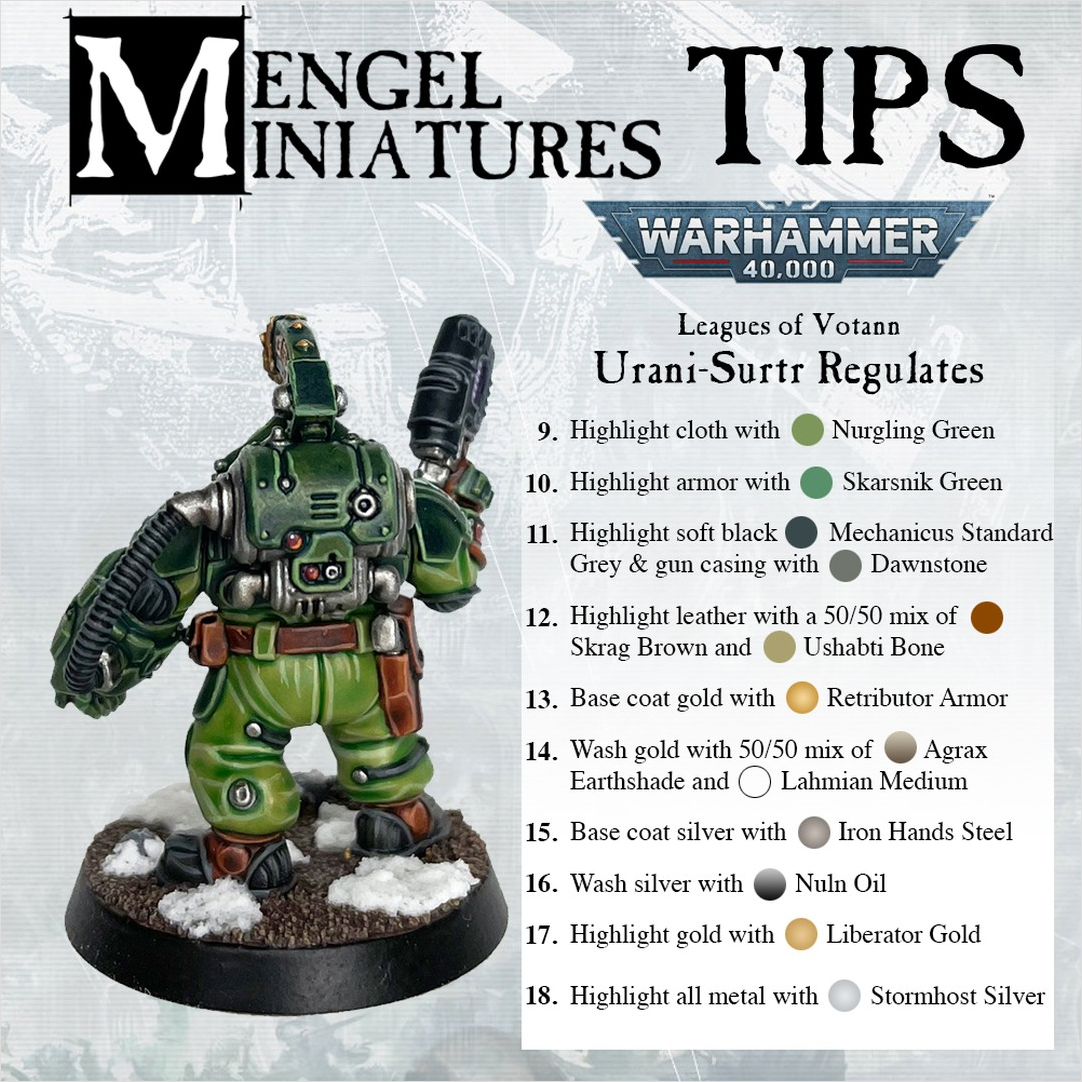 MENGEL
MINIATURES
TIPS
WARHAMMER
40,000
™
Leagues of Votann
Urani-Surtr Regulates
9. Highlight cloth with Nurgling Green
10. Highlight armor with Skarsnik Green
11. Highlight soft black Mechanicus Standard
Grey & gun casing with Dawnstone
12. Highlight leather with a 50/50 mix of
Skrag Brown and Ushabti Bone
13. Base coat gold with Retributor Armor
14. Wash gold with 50/50 mix of Agrax
Earthshade and Lahmian Medium
15. Base coat silver with Iron Hands Steel
16. Wash silver with Nuln Oil
17. Highlight gold with Liberator Gold
18. Highlight all metal with Stormhost Silver